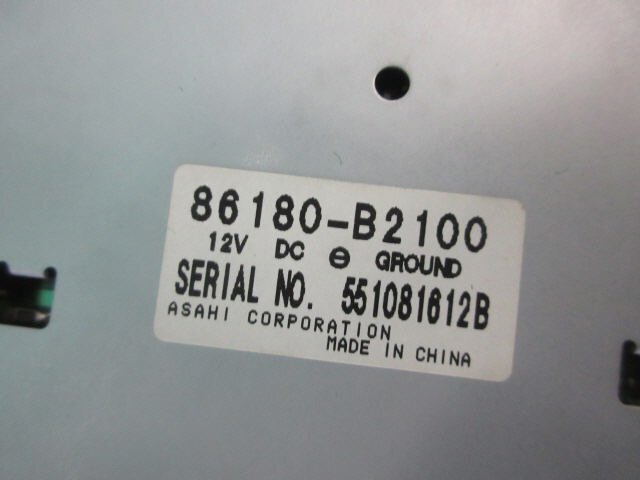 86180-B2100
12V DC ⊖ GROUND
SERIAL NO. 551081612B
ASAHI CORPORATION
MADE IN CHINA